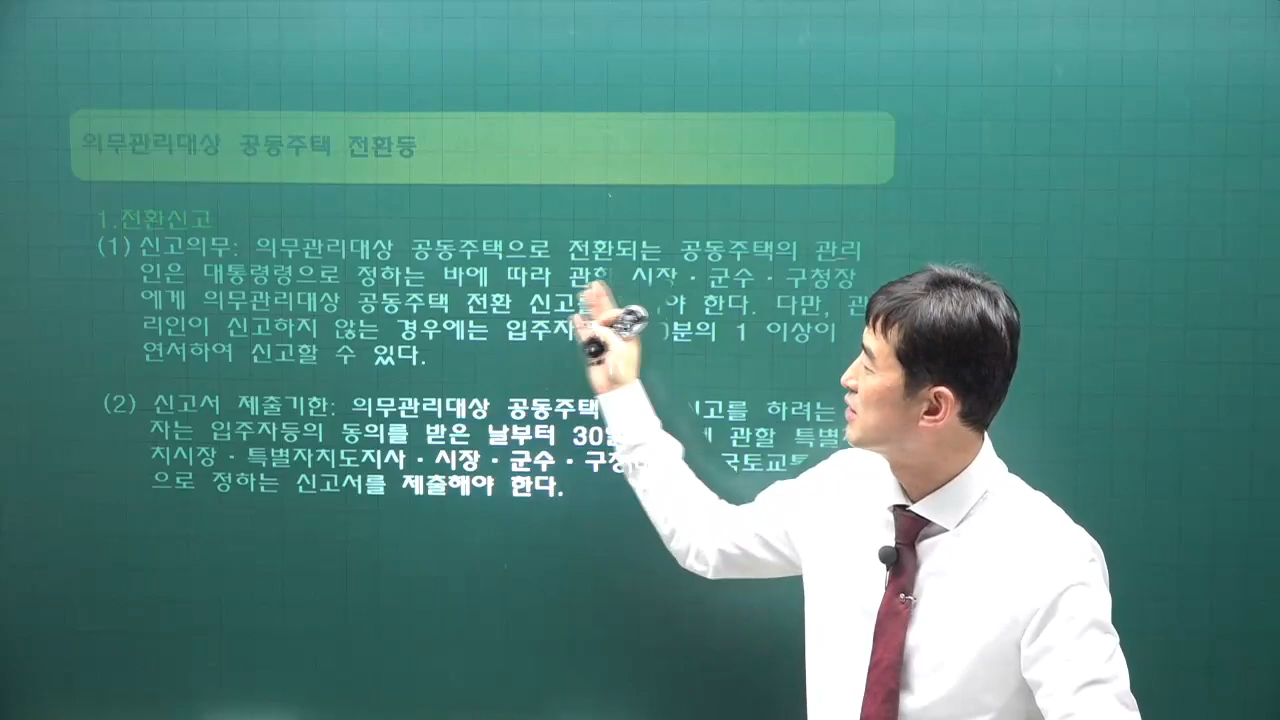 의무관리대상 공동주택 전환등
1.전환신고
(1) 신고의무: 의무관리대상 공동주택으로 전환되는 공동주택의 관리
인은 대통령령으로 정하는 바에 따라 관할 시장·군수·구청장
에게 의무관리대상 공동주택 전환 신고를 야 한다. 다만, 관
리인이 신고하지 않는 경우에는 입주자 분의 1 이상이
연서하여 신고할 수 있다.
(2) 신고서 제출기한: 의무관리대상 공동주택 고를 하려는
자는 입주자등의 동의를 받은 날부터 30일 관할 특별
치시장·특별자치도지사·시장·군수·구청 국토교
으로 정하는 신고서를 제출해야 한다.